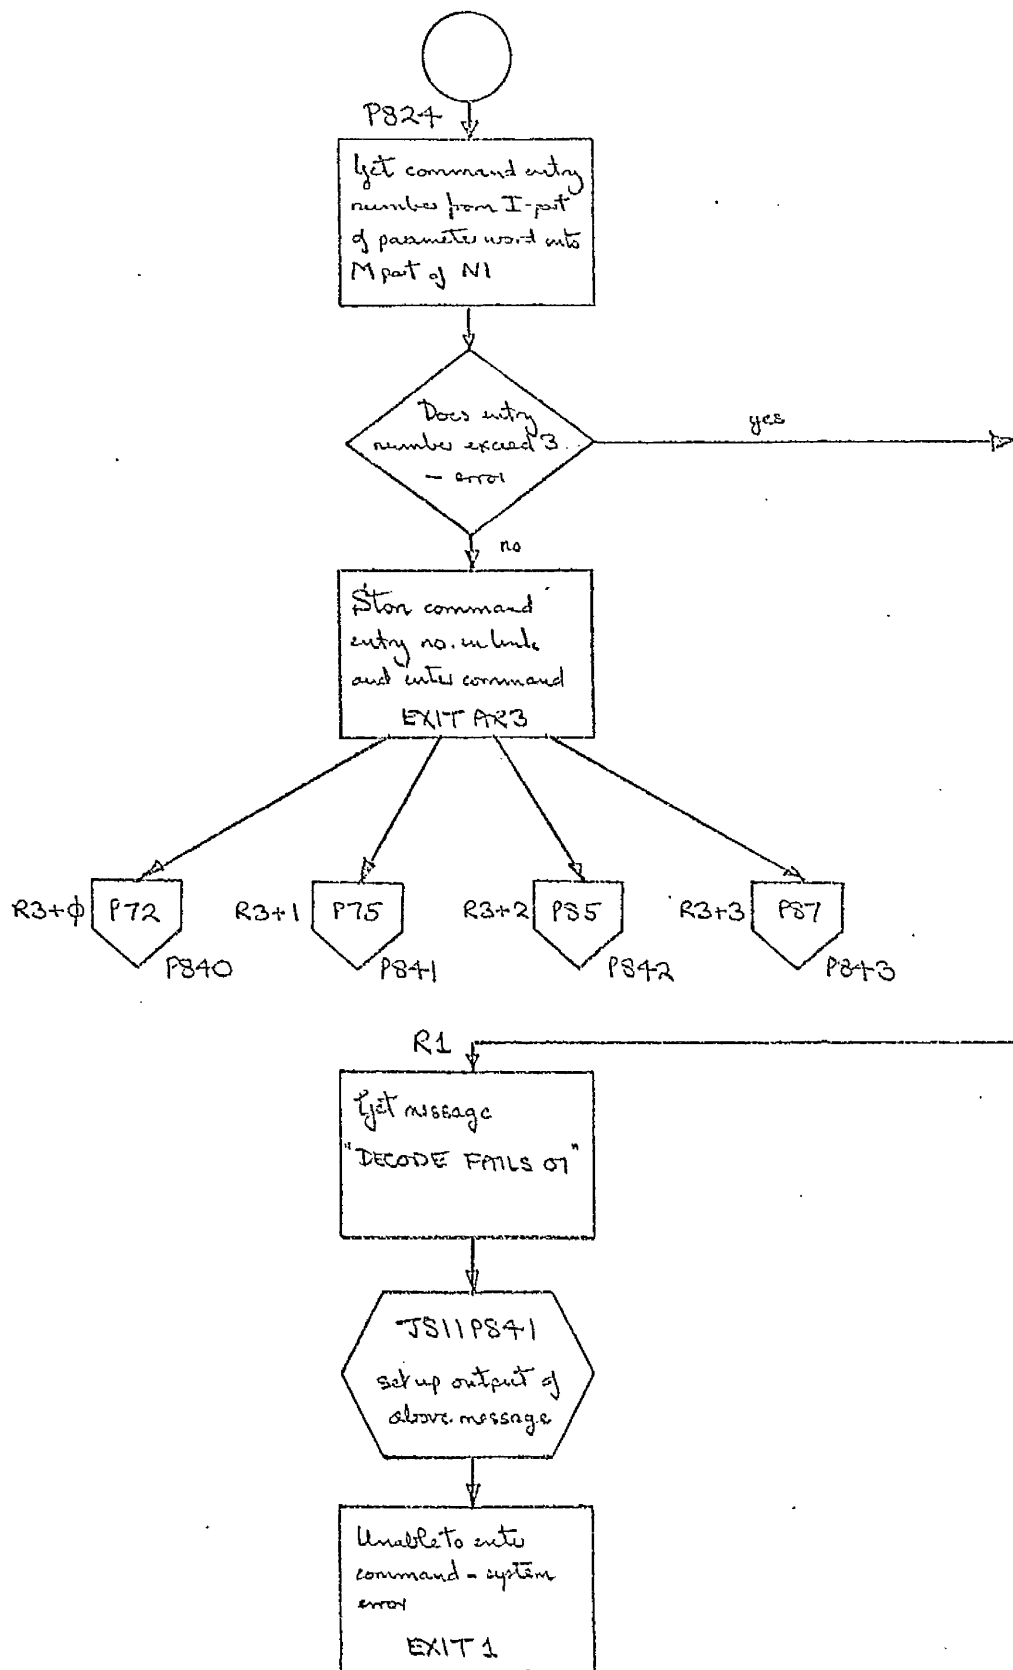 P824
Get command entry
number from I-part
of parameter word into
M part of N1
Does entry
number exceed 3
- error
yes
no
Store command
entry no. in link
and enter command
EXIT AR3
R3+φ P72 P840
R3+1 P75 P841
R3+2 P85 P842
R3+3 P87 P843
R1
Get message
"DECODE FAILS 01"
JS11P841
set up output of
above message
Unable to enter
command - system
error
EXIT 1